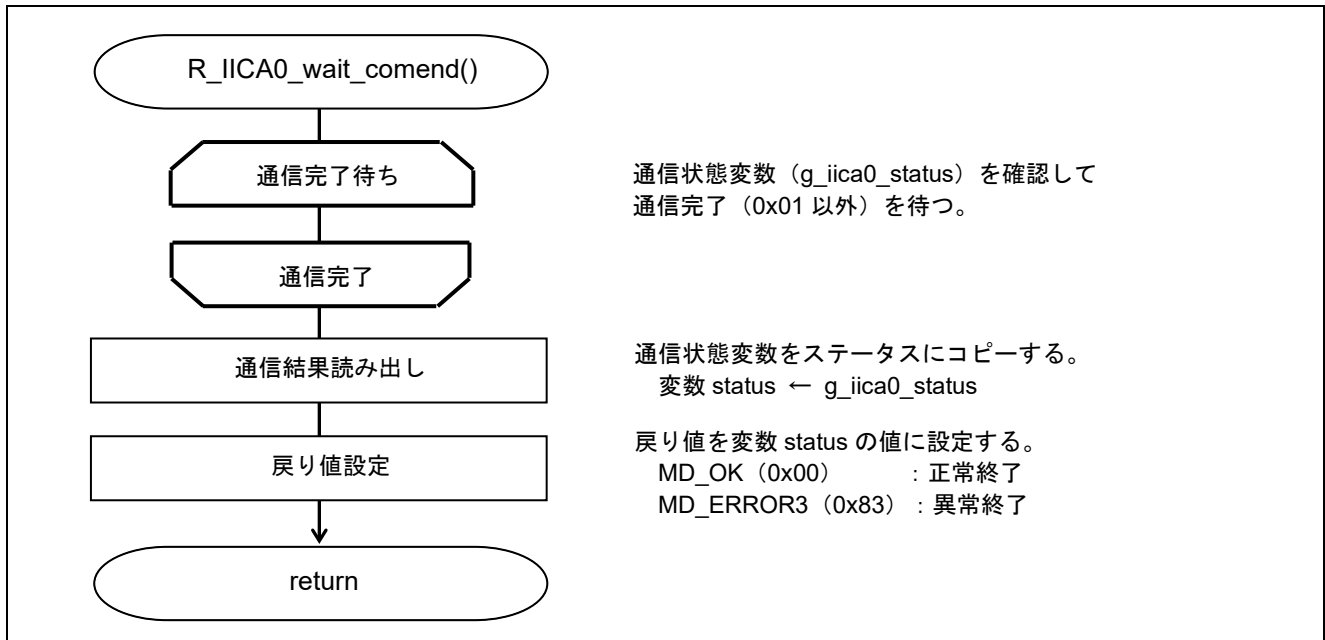 R_IICA0_wait_comend()
通信完了待ち
通信状態変数（g_iica0_status）を確認して
通信完了（0x01 以外）を待つ。
通信完了
通信結果読み出し
通信状態変数をステータスにコピーする。
変数 status ← g_iica0_status
戻り値設定
戻り値を変数 status の値に設定する。
MD_OK（0x00） ：正常終了
MD_ERROR3（0x83）：異常終了
return